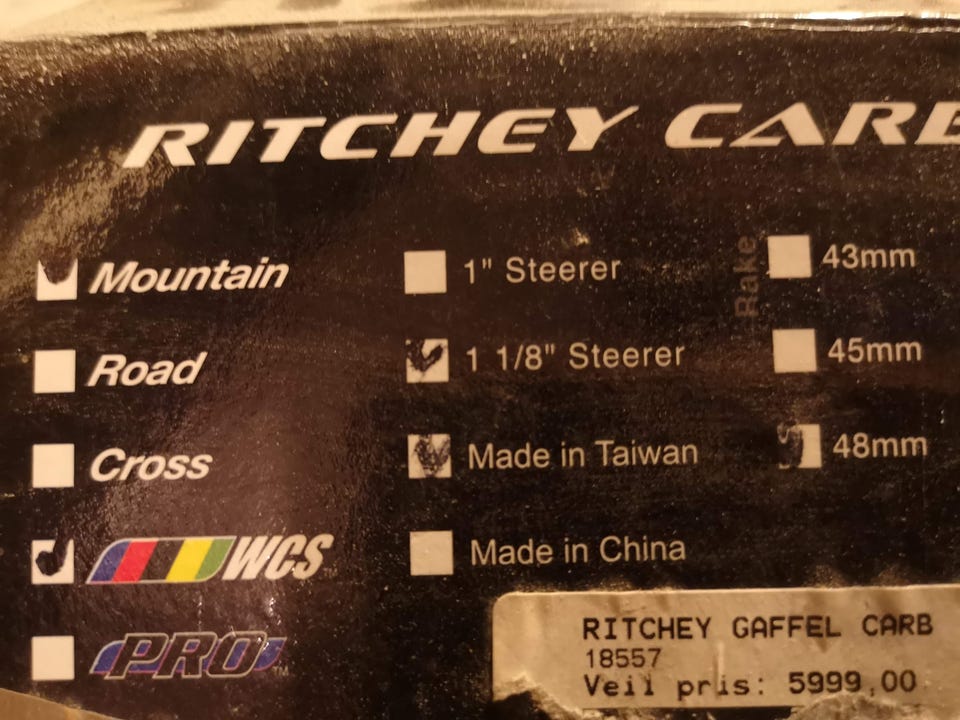 RITCHEY CARB
Mountain
Road
Cross
WCS
PRO™
1" Steerer
1 1/8" Steerer
Made in Taiwan
Made in China
Rake
43mm
45mm
48mm
RITCHEY GAFFEL CARB
18557
Veil pris: 5999,00